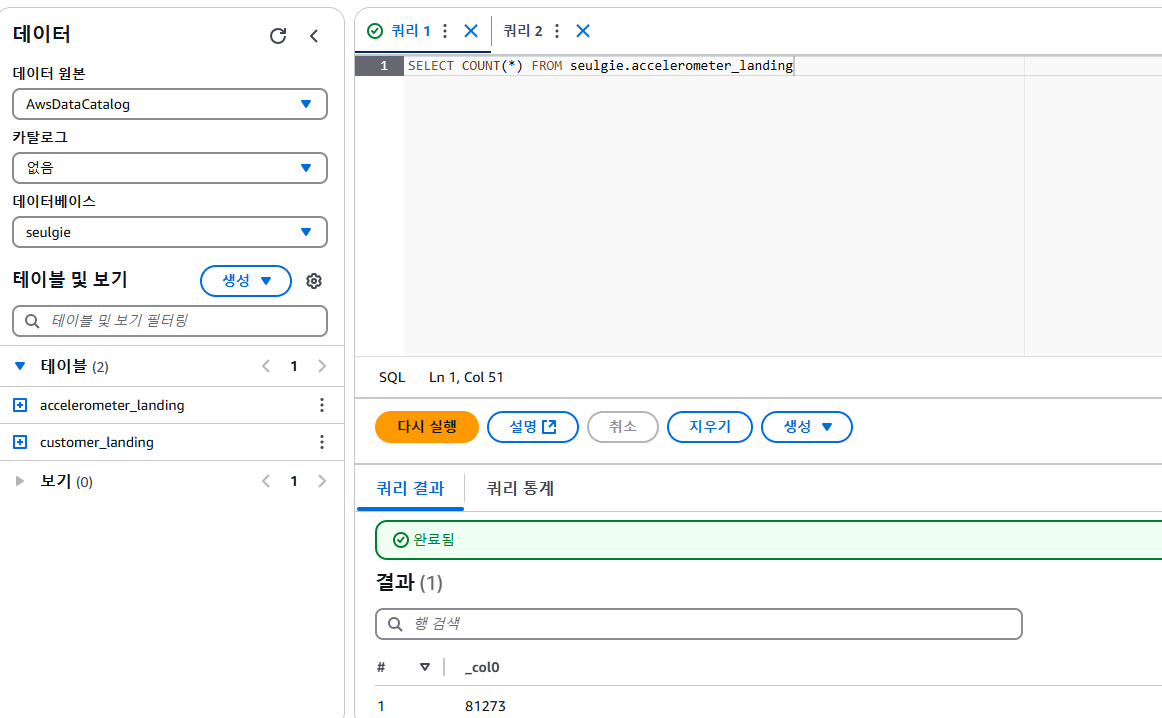 데이터
데이터 원본
AwsDataCatalog
카탈로그
없음
데이터베이스
seulgie
테이블 및 보기
생성
테이블 및 보기 필터링
테이블 (2)
1
accelerometer_landing
customer_landing
보기 (0)
1
쿼리 1
쿼리 2
1 SELECT COUNT(*) FROM seulgie.accelerometer_landing
SQL Ln 1, Col 51
다시 실행 설명 취소 지우기 생성
쿼리 결과 쿼리 통계
완료됨
결과 (1)
행 검색
# _col0
1 81273